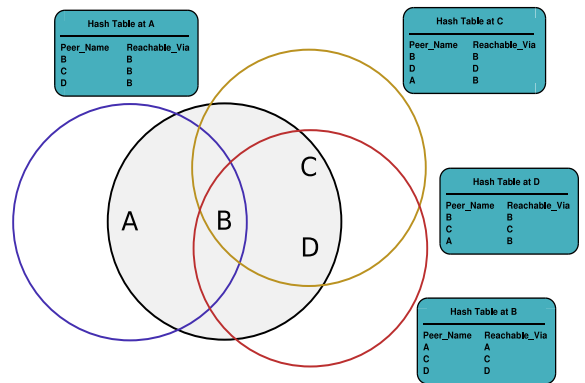 Hash Table at A
Peer_Name Reachable_Via
B B
C B
D B
Hash Table at C
Peer_Name Reachable_Via
B B
D D
A B
A
B
C
D
Hash Table at D
Peer_Name Reachable_Via
B B
C C
A B
Hash Table at B
Peer_Name Reachable_Via
A A
C C
D D